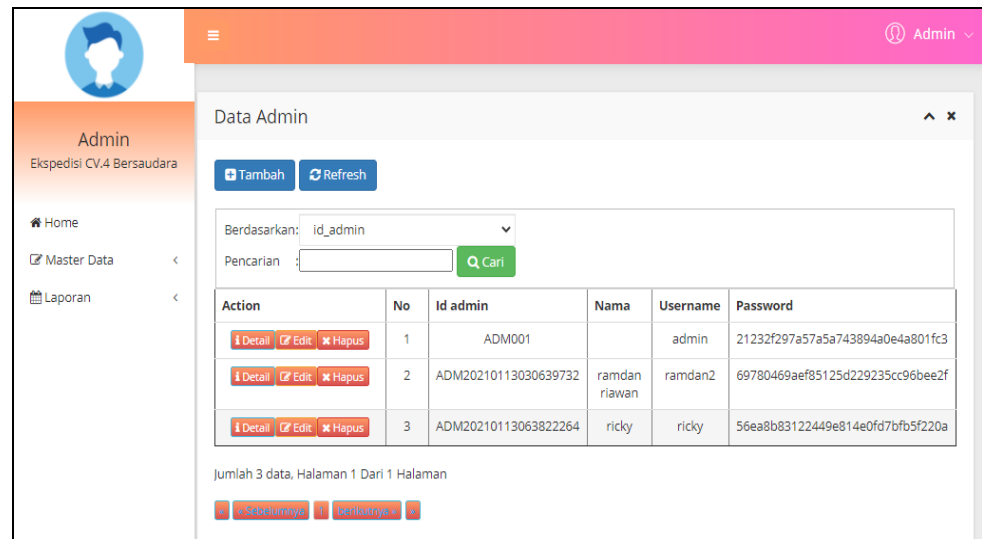 Admin
Admin
Ekspedisi CV.4 Bersaudara
Home
Master Data
Laporan
Data Admin
Tambah Refresh
Berdasarkan: id_admin
Pencarian : Cari
Action No Id admin Nama Username Password
Detail Edit Hapus 1 ADM001 admin 21232f297a57a5a743894a0e4a801fc3
Detail Edit Hapus 2 ADM20210113030639732 ramdan riawan ramdan2 69780469aef85125d229235cc96bee2f
Detail Edit Hapus 3 ADM20210113063822264 ricky ricky 56ea8b83122449e814e0fd7bfb5f220a
Jumlah 3 data, Halaman 1 Dari 1 Halaman
« < Sebelumnya 1 Berikutnya > »